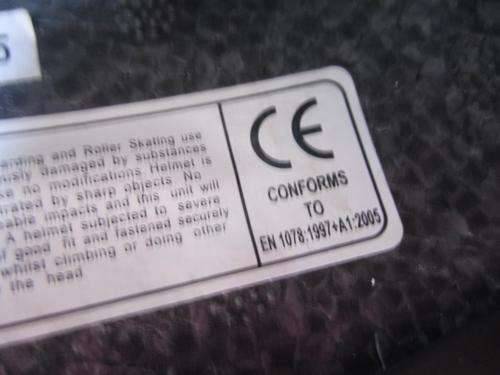 5
arding and Roller Skating use
ously damaged by substances
no modifications Helmet is
trated by sharp objects No
able impacts and this unit will
A helmet subjected to severe
good fit and fastened securely
whilst climbing or doing other
the head
CE
CONFORMS
TO
EN 1078:1997+A1:2005